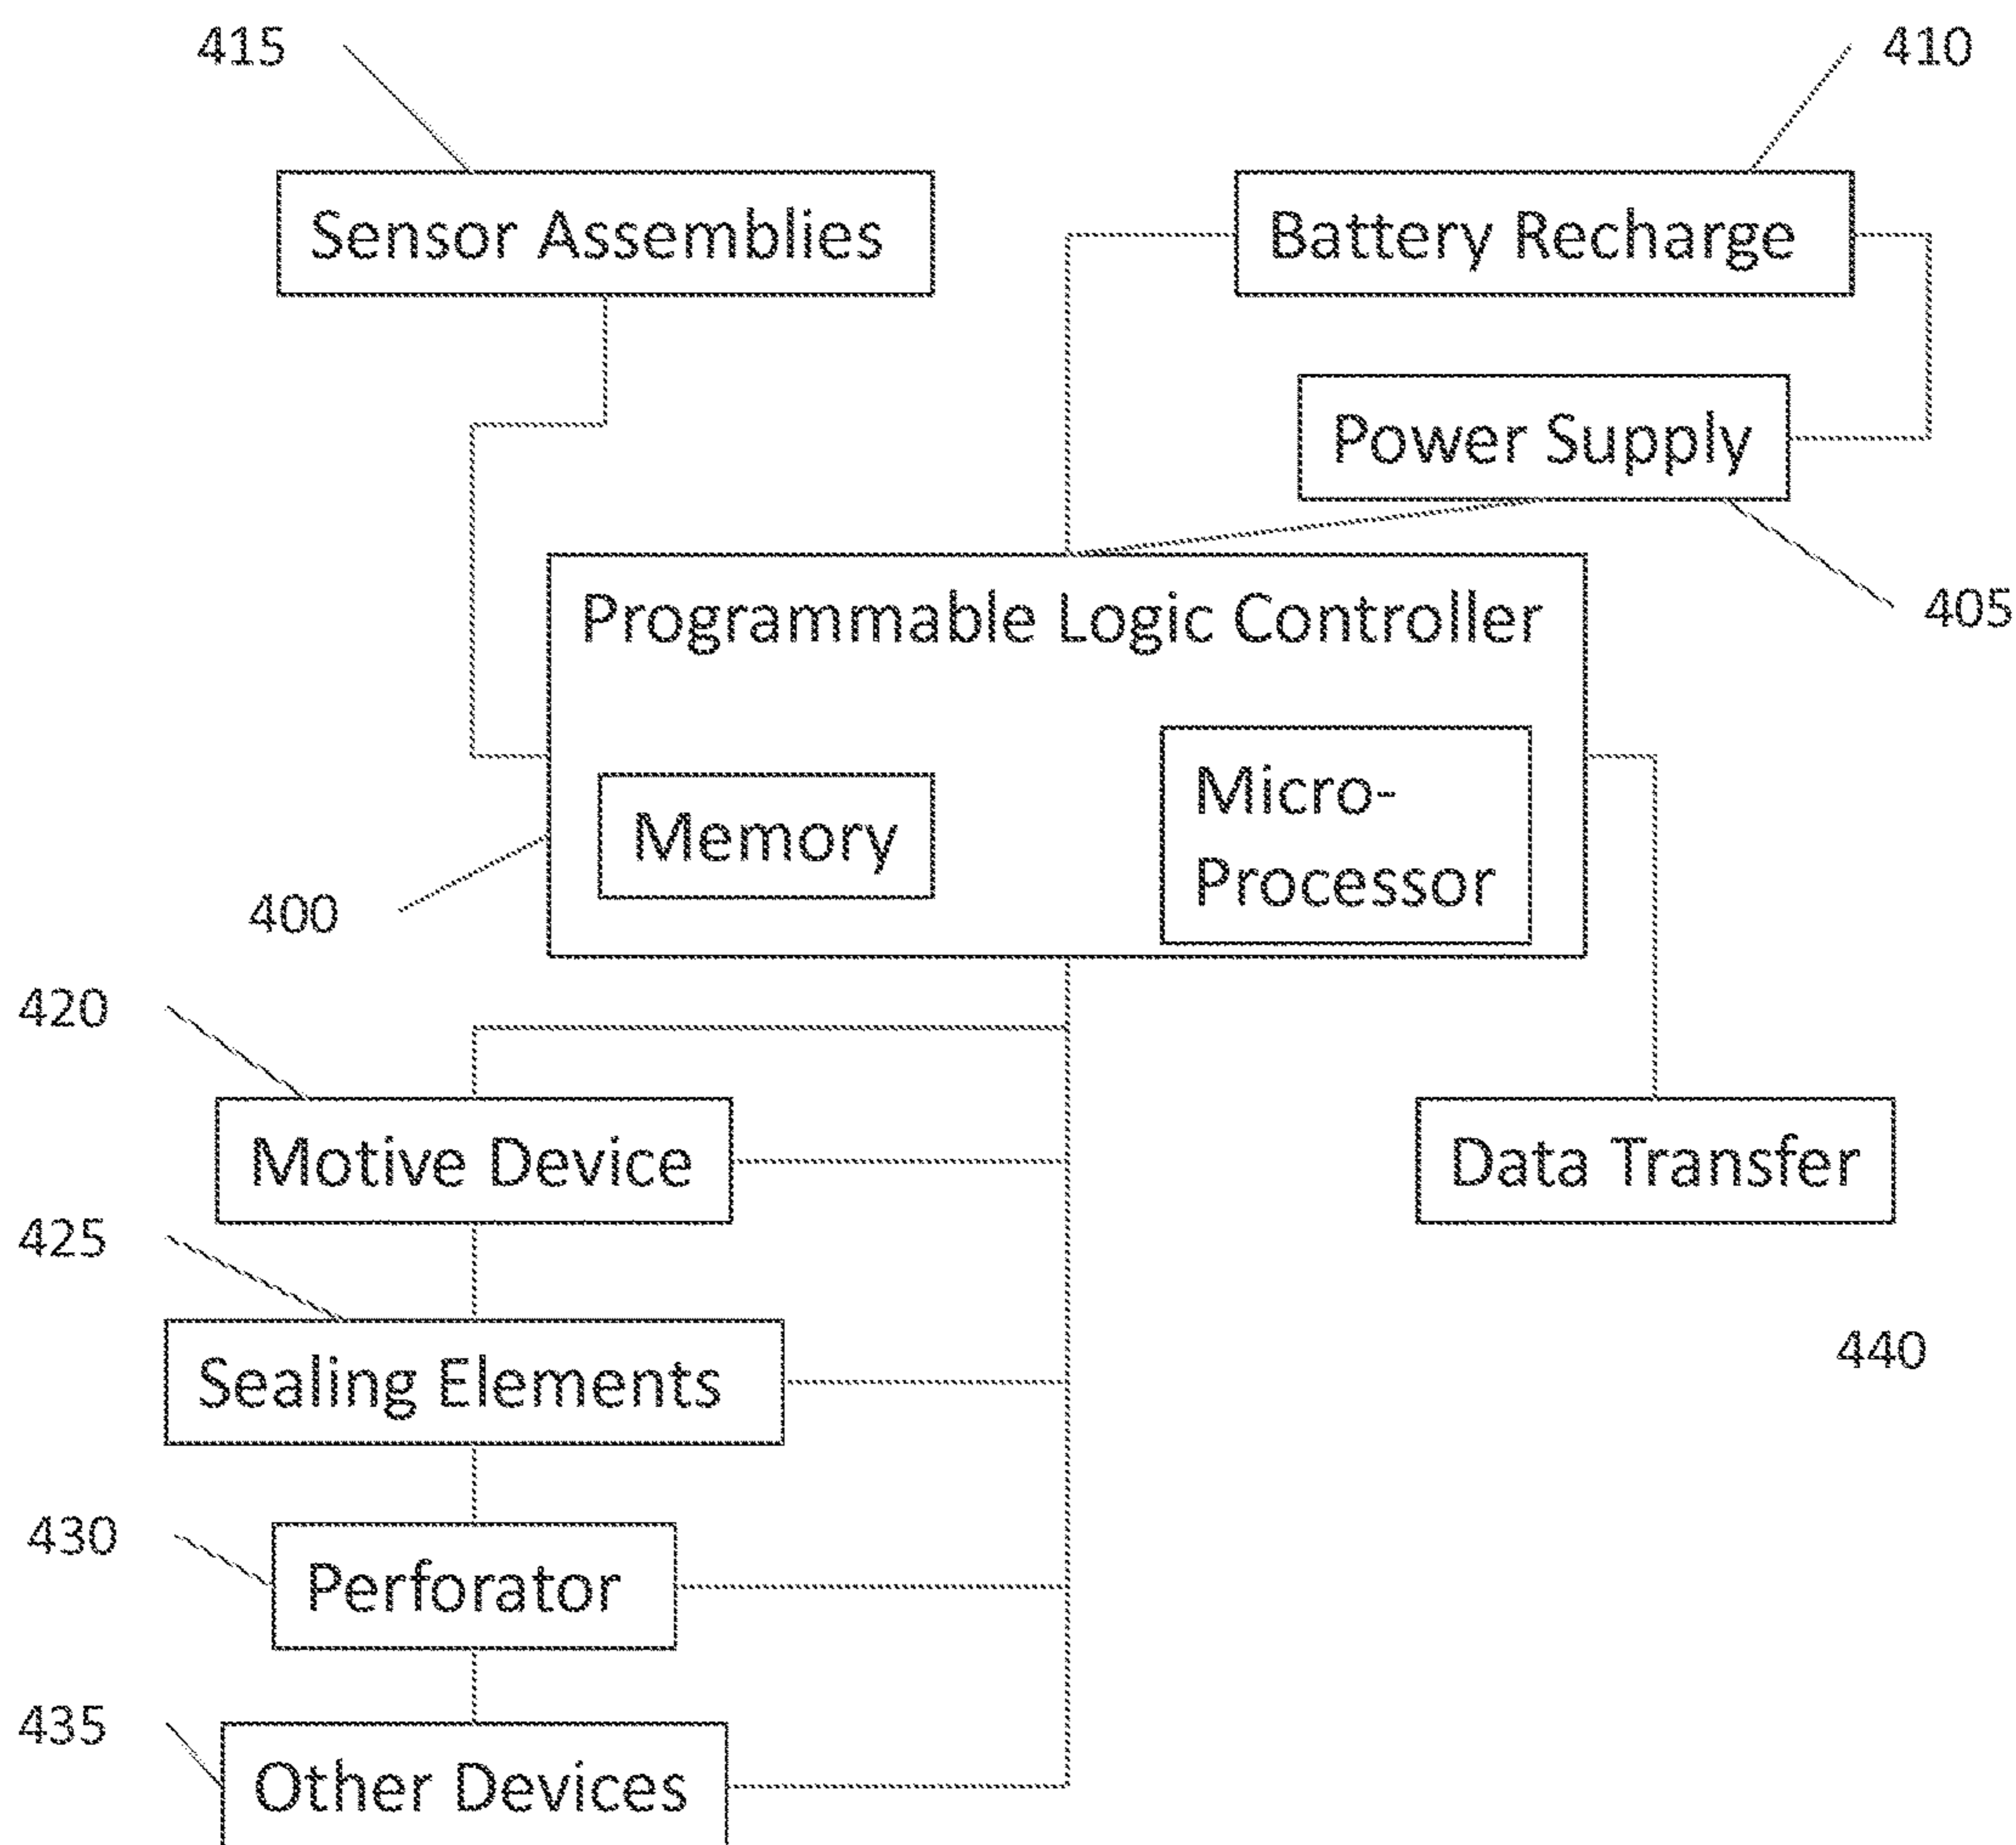 415
410
Sensor Assemblies
Battery Recharge
Power Supply
405
Programmable Logic Controller
Memory
Micro-
Processor
400
420
Motive Device
Data Transfer
425
Sealing Elements
440
430
Perforator
435
Other Devices